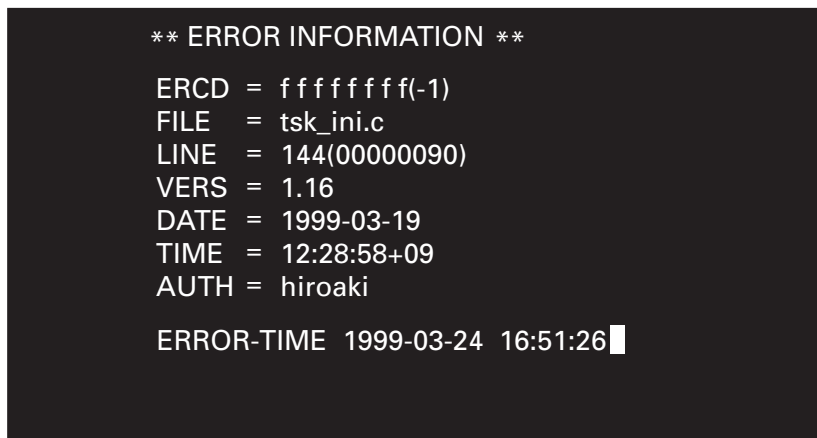 ** ERROR INFORMATION **
ERCD = f f f f f f f f(-1)
FILE = tsk_ini.c
LINE = 144(00000090)
VERS = 1.16
DATE = 1999-03-19
TIME = 12:28:58+09
AUTH = hiroaki
ERROR-TIME 1999-03-24 16:51:26